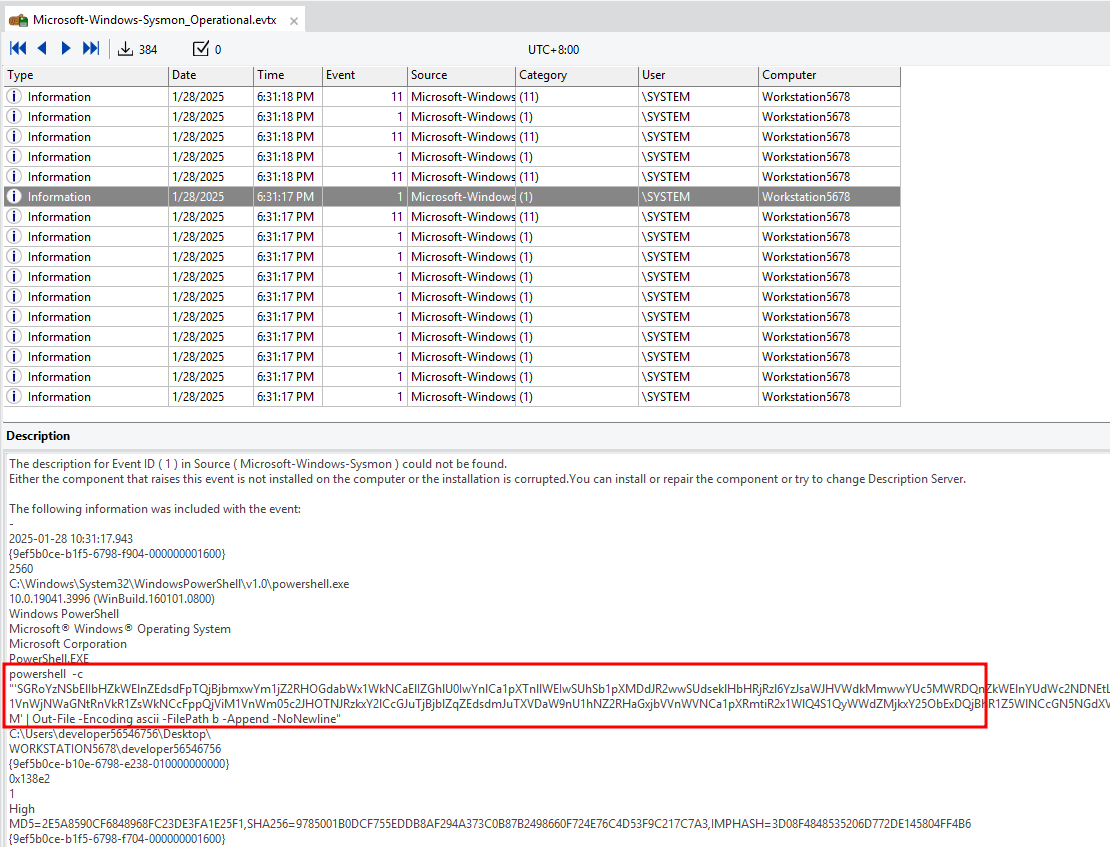 Microsoft-Windows-Sysmon_Operational.evtx
384 0 UTC+8:00
Type Date Time Event Source Category User Computer
Information 1/28/2025 6:31:18 PM 11 Microsoft-Windows (11) \SYSTEM Workstation5678
Information 1/28/2025 6:31:18 PM 1 Microsoft-Windows (1) \SYSTEM Workstation5678
Information 1/28/2025 6:31:18 PM 11 Microsoft-Windows (11) \SYSTEM Workstation5678
Information 1/28/2025 6:31:18 PM 1 Microsoft-Windows (1) \SYSTEM Workstation5678
Information 1/28/2025 6:31:18 PM 11 Microsoft-Windows (11) \SYSTEM Workstation5678
Information 1/28/2025 6:31:17 PM 1 Microsoft-Windows (1) \SYSTEM Workstation5678
Information 1/28/2025 6:31:17 PM 11 Microsoft-Windows (11) \SYSTEM Workstation5678
Information 1/28/2025 6:31:17 PM 1 Microsoft-Windows (1) \SYSTEM Workstation5678
Information 1/28/2025 6:31:17 PM 1 Microsoft-Windows (1) \SYSTEM Workstation5678
Information 1/28/2025 6:31:17 PM 1 Microsoft-Windows (1) \SYSTEM Workstation5678
Information 1/28/2025 6:31:17 PM 1 Microsoft-Windows (1) \SYSTEM Workstation5678
Information 1/28/2025 6:31:17 PM 1 Microsoft-Windows (1) \SYSTEM Workstation5678
Information 1/28/2025 6:31:17 PM 1 Microsoft-Windows (1) \SYSTEM Workstation5678
Information 1/28/2025 6:31:17 PM 1 Microsoft-Windows (1) \SYSTEM Workstation5678
Information 1/28/2025 6:31:17 PM 1 Microsoft-Windows (1) \SYSTEM Workstation5678
Information 1/28/2025 6:31:17 PM 1 Microsoft-Windows (1) \SYSTEM Workstation5678
Description
The description for Event ID ( 1 ) in Source ( Microsoft-Windows-Sysmon ) could not be found.
Either the component that raises this event is not installed on the computer or the installation is corrupted.You can install or repair the component or try to change Description Server.
The following information was included with the event:
-
2025-01-28 10:31:17.943
{9ef5b0ce-b1f5-6798-f904-000000001600}
2560
C:\Windows\System32\WindowsPowerShell\v1.0\powershell.exe
10.0.19041.3996 (WinBuild.160101.0800)
Windows PowerShell
Microsoft® Windows® Operating System
Microsoft Corporation
PowerShell.EXE
powershell -c
M' | Out-File -Encoding ascii -FilePath b -Append -NoNewline"
C:\Users\developer56546756\Desktop\
WORKSTATION5678\developer56546756
{9ef5b0ce-b10e-6798-e238-010000000000}
0x138e2
1
High
MD5=2E5A8590CF6848968FC23DE3FA1E25F1,SHA256=9785001B0DCF755EDDB8AF294A373C0B87B2498660F724E76C4D53F9C217C7A3,IMPHASH=3D08F4848535206D772DE145804FF4B6
{9ef5b0ce-b1f5-6798-f704-000000001600}